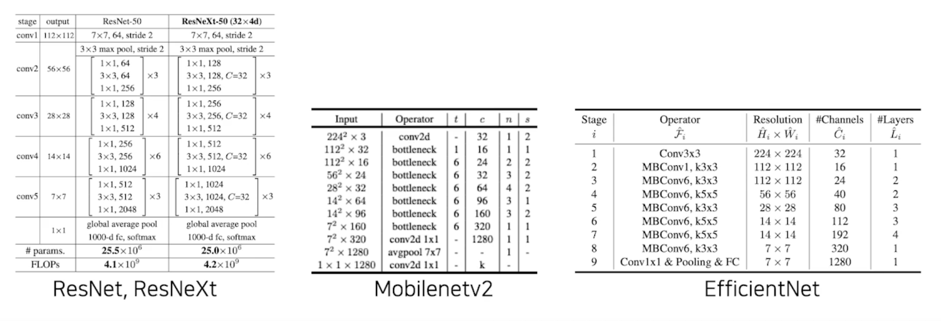 stage output ResNet-50 ResNeXt-50 (32×4d)
conv1 112×112 7×7, 64, stride 2 7×7, 64, stride 2
3×3 max pool, stride 2 3×3 max pool, stride 2
conv2 56×56
1×1, 64
3×3, 64
1×1, 256
×3
1×1, 128
3×3, 128, C=32
1×1, 256
×3
conv3 28×28
1×1, 128
3×3, 128
1×1, 512
×4
1×1, 256
3×3, 256, C=32
1×1, 512
×4
conv4 14×14
1×1, 256
3×3, 256
1×1, 1024
×6
1×1, 512
3×3, 512, C=32
1×1, 1024
×6
conv5 7×7
1×1, 512
3×3, 512
1×1, 2048
×3
1×1, 1024
3×3, 1024, C=32
1×1, 2048
×3
1×1
global average pool
1000-d fc, softmax
global average pool
1000-d fc, softmax
# params. 25.5×10⁶ 25.0×10⁶
FLOPs 4.1×10⁹ 4.2×10⁹
ResNet, ResNeXt
Input Operator t c n s
224² × 3 conv2d - 32 1 2
112² × 32 bottleneck 1 16 1 1
112² × 16 bottleneck 6 24 2 2
56² × 24 bottleneck 6 32 3 2
28² × 32 bottleneck 6 64 4 2
14² × 64 bottleneck 6 96 3 1
14² × 96 bottleneck 6 160 3 2
7² × 160 bottleneck 6 320 1 1
7² × 320 conv2d 1x1 - 1280 1 1
7² × 1280 avgpool 7x7 - - 1 -
1 × 1 × 1280 conv2d 1x1 - k -
Mobilenetv2
Stage Operator Resolution #Channels #Layers
i F̂ᵢ Ĥᵢ × Ŵᵢ Ĉᵢ L̂ᵢ
1 Conv3x3 224 × 224 32 1
2 MBConv1, k3x3 112 × 112 16 1
3 MBConv6, k3x3 112 × 112 24 2
4 MBConv6, k5x5 56 × 56 40 2
5 MBConv6, k3x3 28 × 28 80 3
6 MBConv6, k5x5 14 × 14 112 3
7 MBConv6, k5x5 14 × 14 192 4
8 MBConv6, k3x3 7 × 7 320 1
9 Conv1x1 & Pooling & FC 7 × 7 1280 1
EfficientNet